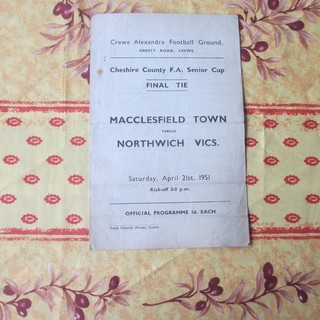 Crewe Alexandra Football Ground,
GRESTY ROAD, CREWE.
Cheshire County F.A. Senior Cup
FINAL TIE
MACCLESFIELD TOWN
VERSUS
NORTHWICH VICS.
Saturday, April 21st, 1951
Kick-off 3-0 p.m.
OFFICIAL PROGRAMME 1d. EACH
Crewe.